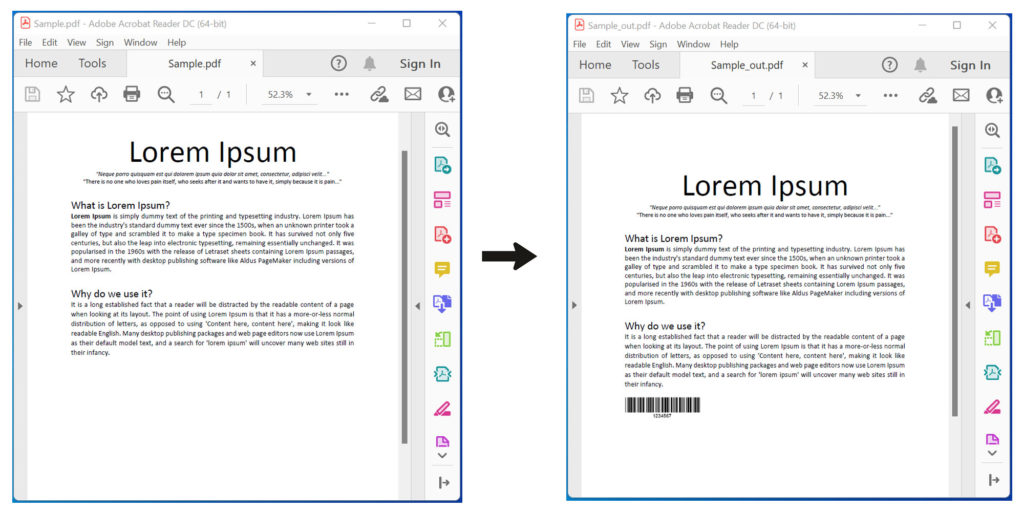 Sample.pdf - Adobe Acrobat Reader DC (64-bit)
File Edit View Sign Window Help
Home Tools Sample.pdf × ? Sign In
1 / 1 52.3%
Lorem Ipsum
"Neque porro quisquam est qui dolorem ipsum quia dolor sit amet, consectetur, adipisci velit..."
"There is no one who loves pain itself, who seeks after it and wants to have it, simply because it is pain..."
What is Lorem Ipsum?
Lorem Ipsum is simply dummy text of the printing and typesetting industry. Lorem Ipsum has
been the industry's standard dummy text ever since the 1500s, when an unknown printer took a
galley of type and scrambled it to make a type specimen book. It has survived not only five
centuries, but also the leap into electronic typesetting, remaining essentially unchanged. It was
popularised in the 1960s with the release of Letraset sheets containing Lorem Ipsum passages,
and more recently with desktop publishing software like Aldus PageMaker including versions of
Lorem Ipsum.
Why do we use it?
It is a long established fact that a reader will be distracted by the readable content of a page
when looking at its layout. The point of using Lorem Ipsum is that it has a more-or-less normal
distribution of letters, as opposed to using 'Content here, content here', making it look like
readable English. Many desktop publishing packages and web page editors now use Lorem Ipsum
as their default model text, and a search for 'lorem ipsum' will uncover many web sites still in
their infancy.
Sample_out.pdf - Adobe Acrobat Reader DC (64-bit)
File Edit View Sign Window Help
Home Tools Sample_out.pdf × ? Sign In
1 / 1 52.3%
Lorem Ipsum
"Neque porro quisquam est qui dolorem ipsum quia dolor sit amet, consectetur, adipisci velit..."
"There is no one who loves pain itself, who seeks after it and wants to have it, simply because it is pain..."
What is Lorem Ipsum?
Lorem Ipsum is simply dummy text of the printing and typesetting industry. Lorem Ipsum has
been the industry's standard dummy text ever since the 1500s, when an unknown printer took a
galley of type and scrambled it to make a type specimen book. It has survived not only five
centuries, but also the leap into electronic typesetting, remaining essentially unchanged. It was
popularised in the 1960s with the release of Letraset sheets containing Lorem Ipsum passages,
and more recently with desktop publishing software like Aldus PageMaker including versions of
Lorem Ipsum.
Why do we use it?
It is a long established fact that a reader will be distracted by the readable content of a page
when looking at its layout. The point of using Lorem Ipsum is that it has a more-or-less normal
distribution of letters, as opposed to using 'Content here, content here', making it look like
readable English. Many desktop publishing packages and web page editors now use Lorem Ipsum
as their default model text, and a search for 'lorem ipsum' will uncover many web sites still in
their infancy.
1234567